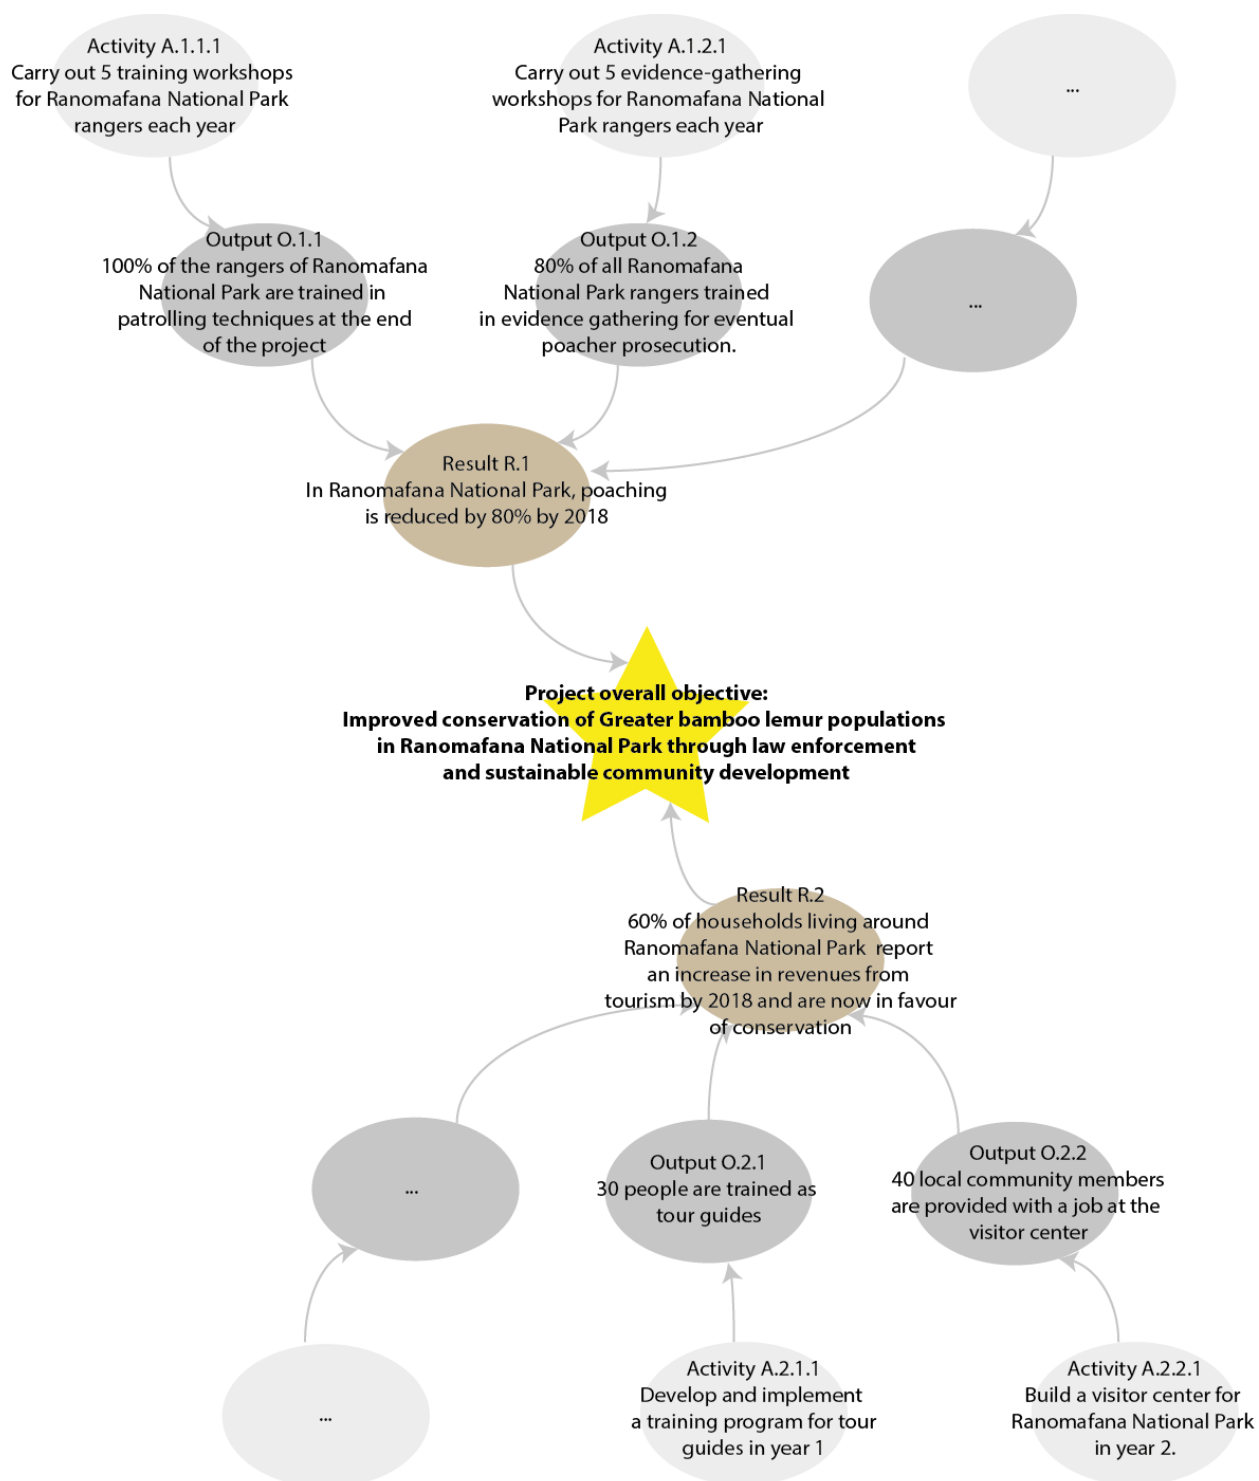 Activity A.1.1.1
Carry out 5 training workshops
for Ranomafana National Park
rangers each year
Activity A.1.2.1
Carry out 5 evidence-gathering
workshops for Ranomafana National
Park rangers each year
...
Output O.1.1
100% of the rangers of Ranomafana
National Park are trained in
patrolling techniques at the end
of the project
Output O.1.2
80% of all Ranomafana
National Park rangers trained
in evidence gathering for eventual
poacher prosecution.
...
Result R.1
In Ranomafana National Park, poaching
is reduced by 80% by 2018
Project overall objective:
Improved conservation of Greater bamboo lemur populations
in Ranomafana National Park through law enforcement
and sustainable community development
Result R.2
60% of households living around
Ranomafana National Park  report
an increase in revenues from
tourism by 2018 and are now in favour
of conservation
...
Output O.2.1
30 people are trained as
tour guides
Output O.2.2
40 local community members
are provided with a job at the
visitor center
...
Activity A.2.1.1
Develop and implement
a training program for tour
guides in year 1
Activity A.2.2.1
Build a visitor center for
Ranomafana National Park
in year 2.